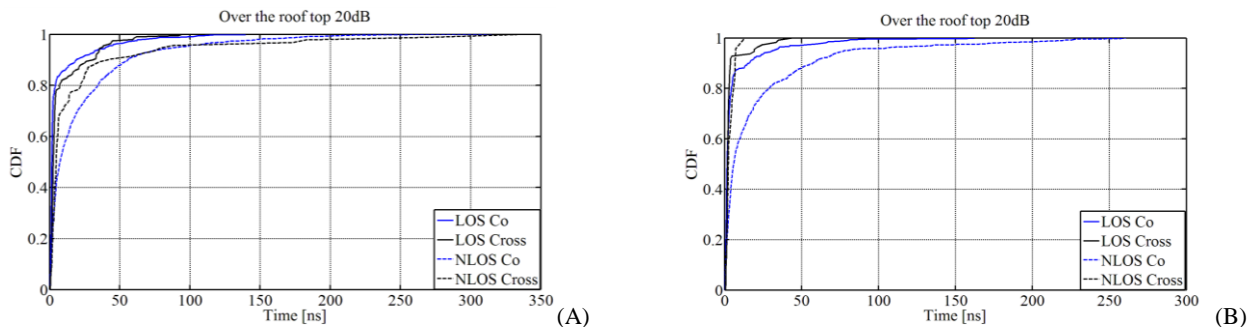 Over the roof top 20dB
1
0.8
0.6
0.4
0.2
0
CDF
0 50 100 150 200 250 300 350
Time [ns]
LOS Co
LOS Cross
NLOS Co
NLOS Cross
(A)
Over the roof top 20dB
1
0.8
0.6
0.4
0.2
0
CDF
0 50 100 150 200 250 300
Time [ns]
LOS Co
LOS Cross
NLOS Co
NLOS Cross
(B)